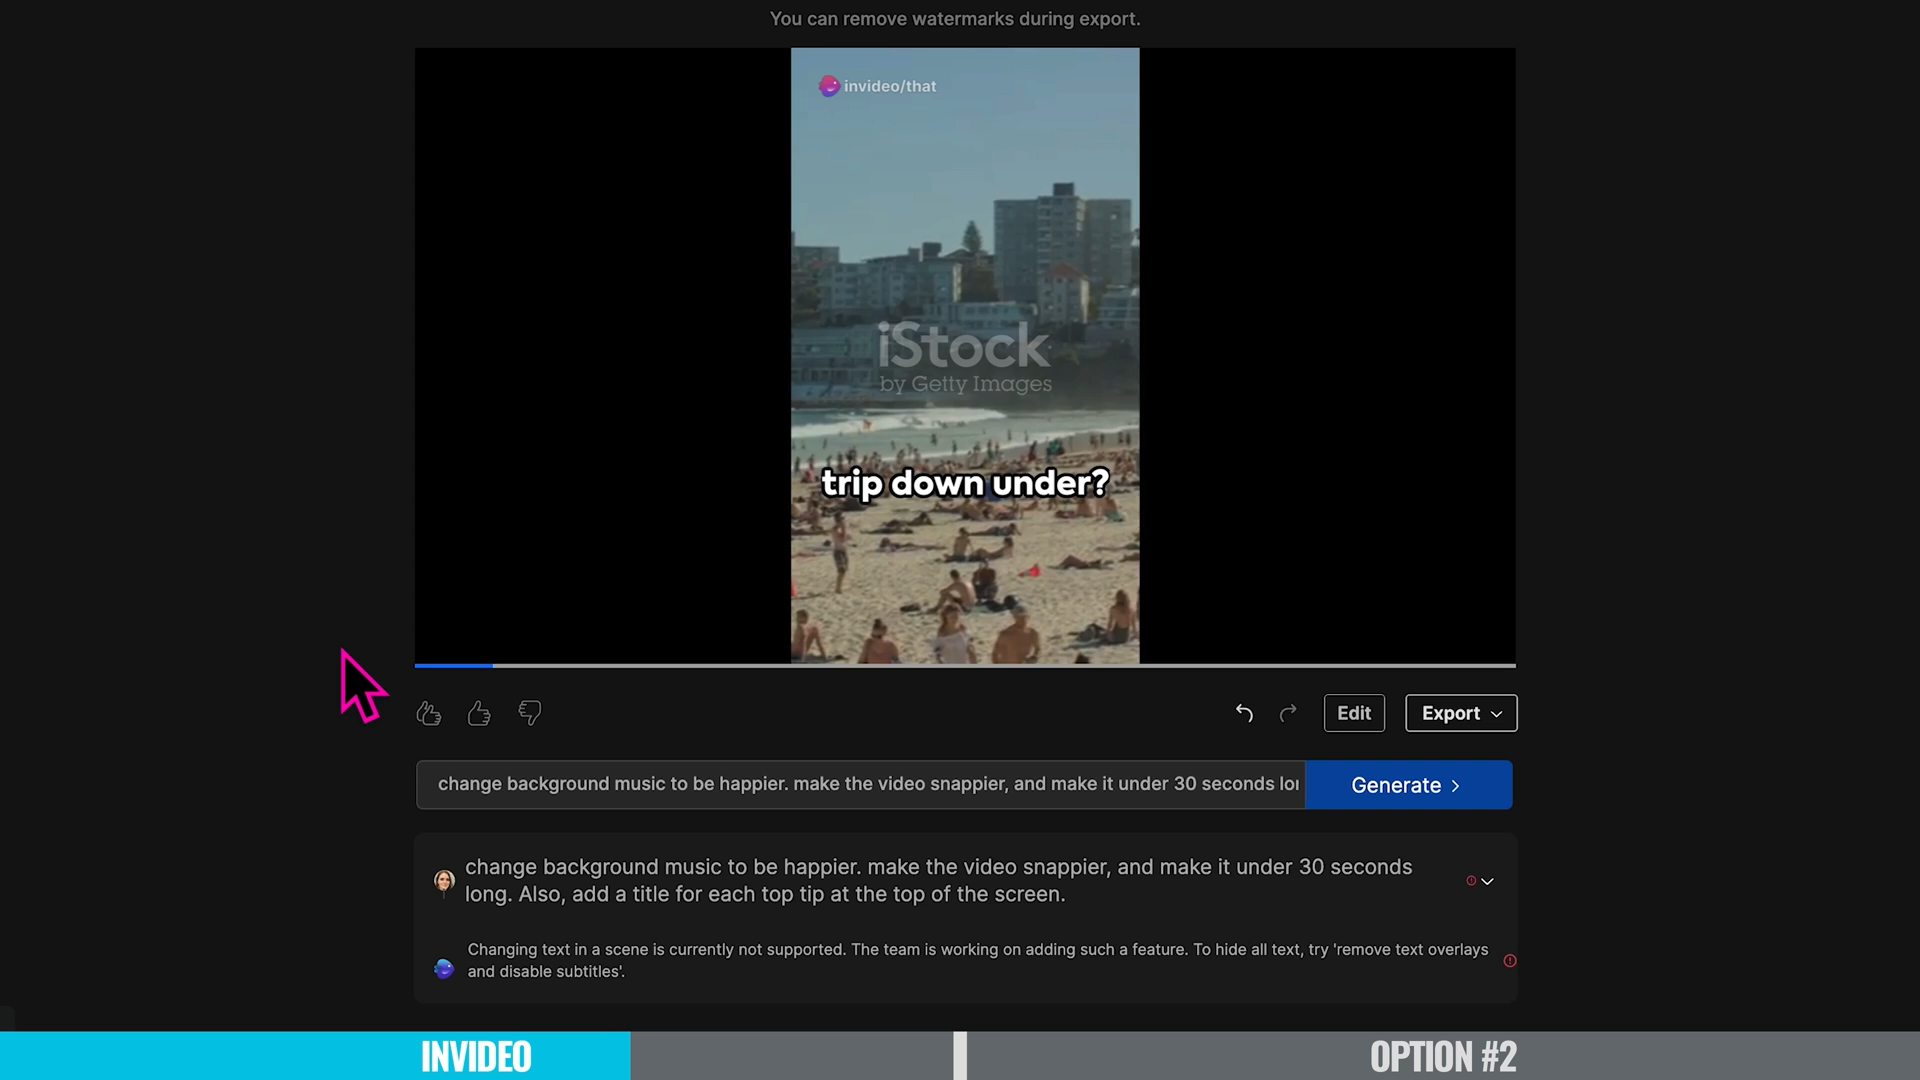 You can remove watermarks during export.
invideo/that
iStock
by Getty Images
trip down under?
Edit
Export
change background music to be happier. make the video snappier, and make it under 30 seconds lon
Generate
change background music to be happier. make the video snappier, and make it under 30 seconds
long. Also, add a title for each top tip at the top of the screen.
Changing text in a scene is currently not supported. The team is working on adding such a feature. To hide all text, try 'remove text overlays
and disable subtitles'.
INVIDEO
OPTION #2